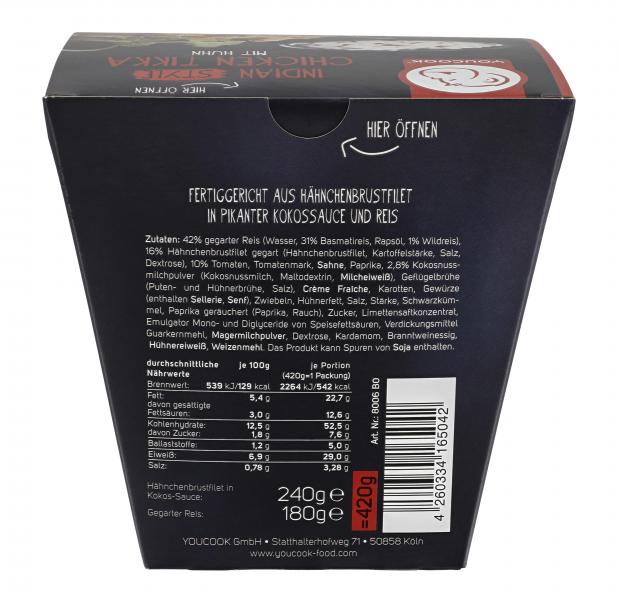 YOUCOOK
INDIAN STYLE
CHICKEN TIKKA
MIT HUHN
HIER ÖFFNEN
HIER ÖFFNEN
FERTIGGERICHT AUS HÄHNCHENBRUSTFILET
IN PIKANTER KOKOSSAUCE UND REIS
Zutaten: 42% gegarter Reis (Wasser, 31% Basmatireis, Rapsöl, 1% Wildreis),
16% Hähnchenbrustfilet gegart (Hähnchenbrustfilet, Kartoffelstärke, Salz,
Dextrose), 10% Tomaten, Tomatenmark, Sahne, Paprika, 2,8% Kokosnuss-
milchpulver (Kokosnussmilch, Maltodextrin, Milcheiweiß), Geflügelbrühe
(Puten- und Hühnerbrühe, Salz), Crème Fraîche, Karotten, Gewürze
(enthalten Sellerie, Senf), Zwiebeln, Hühnerfett, Salz, Stärke, Schwarzküm-
mel, Paprika geräuchert (Paprika, Rauch), Zucker, Limettensaftkonzentrat,
Emulgator Mono- und Diglyceride von Speisefettsäuren, Verdickungsmittel
Guarkernmehl, Magermilchpulver, Dextrose, Kardamom, Branntweinessig,
Hühnereiweiß, Weizenmehl. Das Produkt kann Spuren von Soja enthalten.
durchschnittliche Nährwerte je 100g je Portion (420g=1 Packung)
Brennwert: 539 kJ/129 kcal 2264 kJ/542 kcal
Fett: 5,4 g 22,7 g
davon gesättigte
Fettsäuren: 3,0 g 12,6 g
Kohlenhydrate: 12,5 g 52,5 g
davon Zucker: 1,8 g 7,6 g
Ballaststoffe: 1,2 g 5,0 g
Eiweiß: 6,9 g 29,0 g
Salz: 0,78 g 3,28 g
Hähnchenbrustfilet in
Kokos-Sauce: 240g e
Gegarter Reis: 180g e
=420g
Art. Nr.: 8006 B0
4 260334 165042
YOUCOOK GmbH • Statthalterhofweg 71 • 50858 Köln
www.youcook-food.com